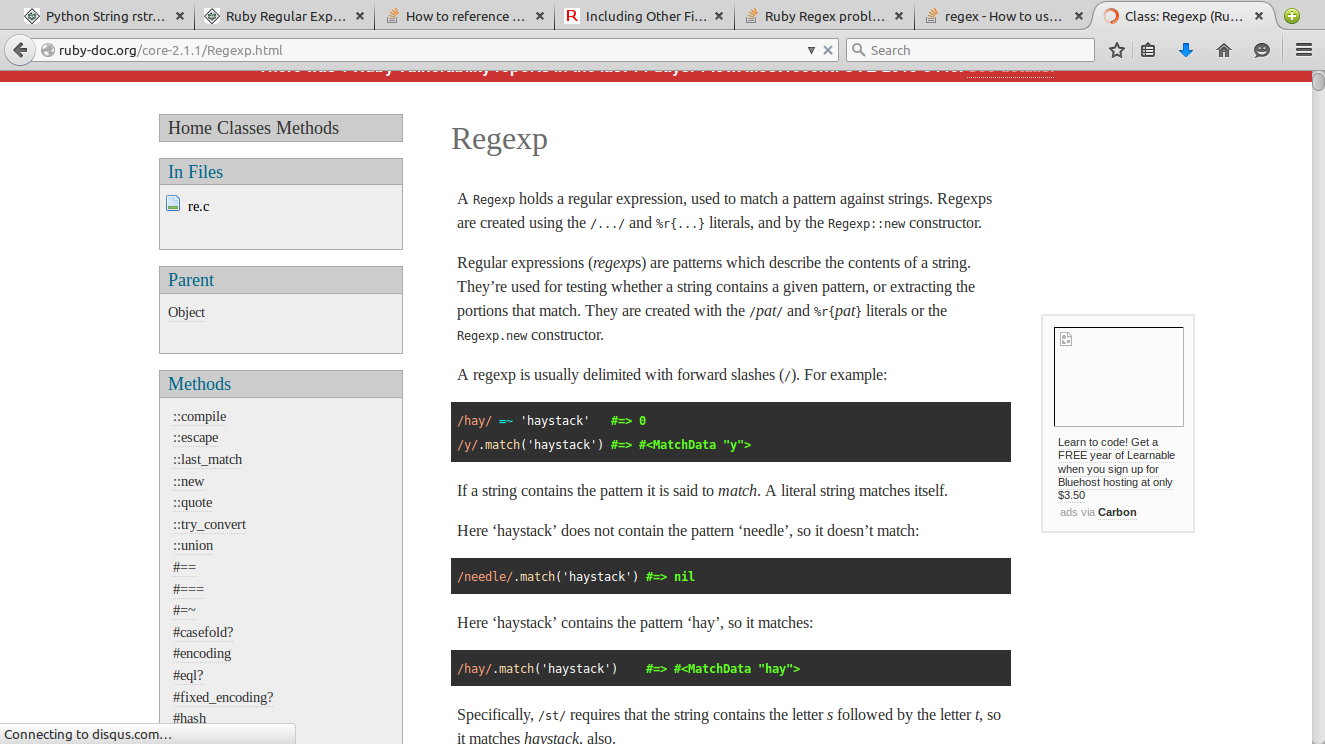 Python String rstr...
Ruby Regular Exp...
How to reference ...
Including Other Fi...
Ruby Regex probl...
regex - How to us...
Class: Regexp (Ru...
ruby-doc.org/core-2.1.1/Regexp.html
Search
Home Classes Methods
In Files
re.c
Parent
Object
Methods
::compile
::escape
::last_match
::new
::quote
::try_convert
::union
#==
#===
#=~
#casefold?
#encoding
#eql?
#fixed_encoding?
#hash
Connecting to disqus.com...
Regexp
A Regexp holds a regular expression, used to match a pattern against strings. Regexps
are created using the /.../ and %r{...} literals, and by the Regexp::new constructor.
Regular expressions (regexps) are patterns which describe the contents of a string.
They’re used for testing whether a string contains a given pattern, or extracting the
portions that match. They are created with the /pat/ and %r{pat} literals or the
Regexp.new constructor.
A regexp is usually delimited with forward slashes (/). For example:
/hay/ =~ 'haystack'   #=> 0
/y/.match('haystack') #=> #<MatchData "y">
If a string contains the pattern it is said to match. A literal string matches itself.
Here ‘haystack’ does not contain the pattern ‘needle’, so it doesn’t match:
/needle/.match('haystack') #=> nil
Here ‘haystack’ contains the pattern ‘hay’, so it matches:
/hay/.match('haystack')    #=> #<MatchData "hay">
Specifically, /st/ requires that the string contains the letter s followed by the letter t, so
it matches haystack, also.
Learn to code! Get a
FREE year of Learnable
when you sign up for
Bluehost hosting at only
$3.50
ads via Carbon